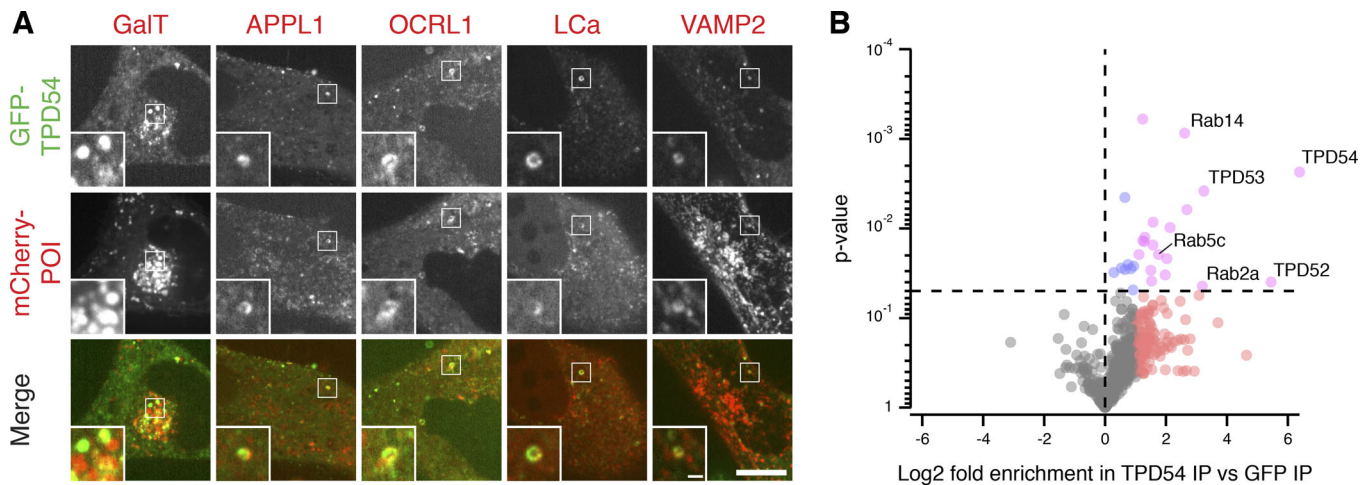 A
GalT APPL1 OCRL1 LCa VAMP2
GFP-
TPD54
mCherry-
POI
Merge
B
10-4
10-3
10-2
10-1
1
p-value
Rab14
TPD54
TPD53
Rab5c
Rab2a
TPD52
-6 -4 -2 0 2 4 6
Log2 fold enrichment in TPD54 IP vs GFP IP